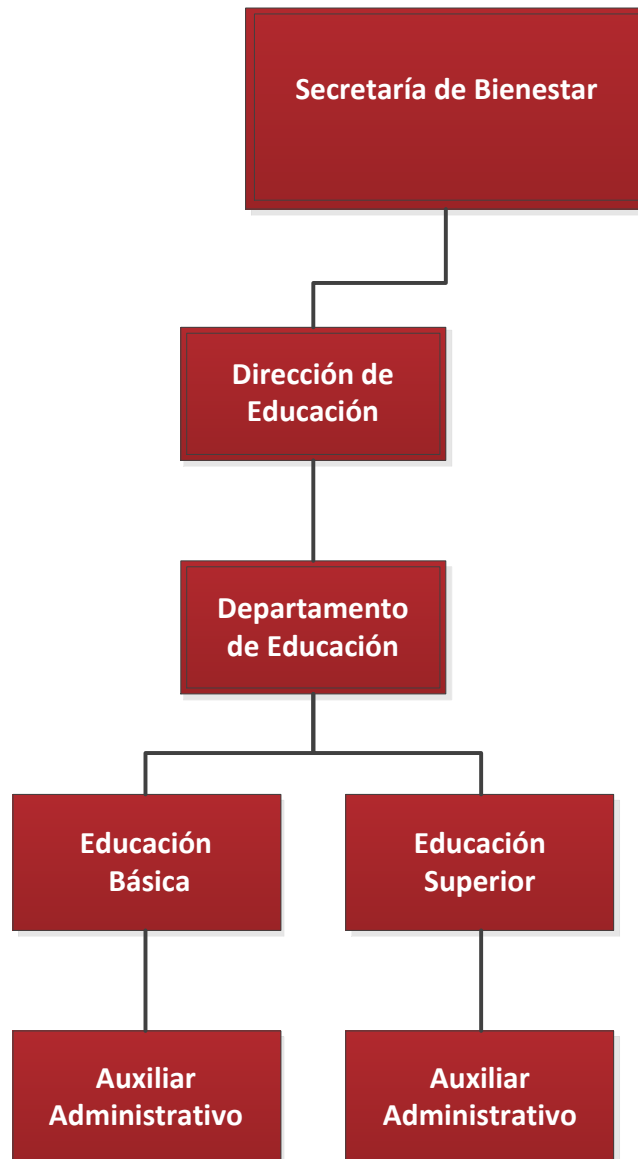 Secretaría de Bienestar
Dirección de
Educación
Departamento
de Educación
Educación
Básica
Educación
Superior
Auxiliar
Administrativo
Auxiliar
Administrativo